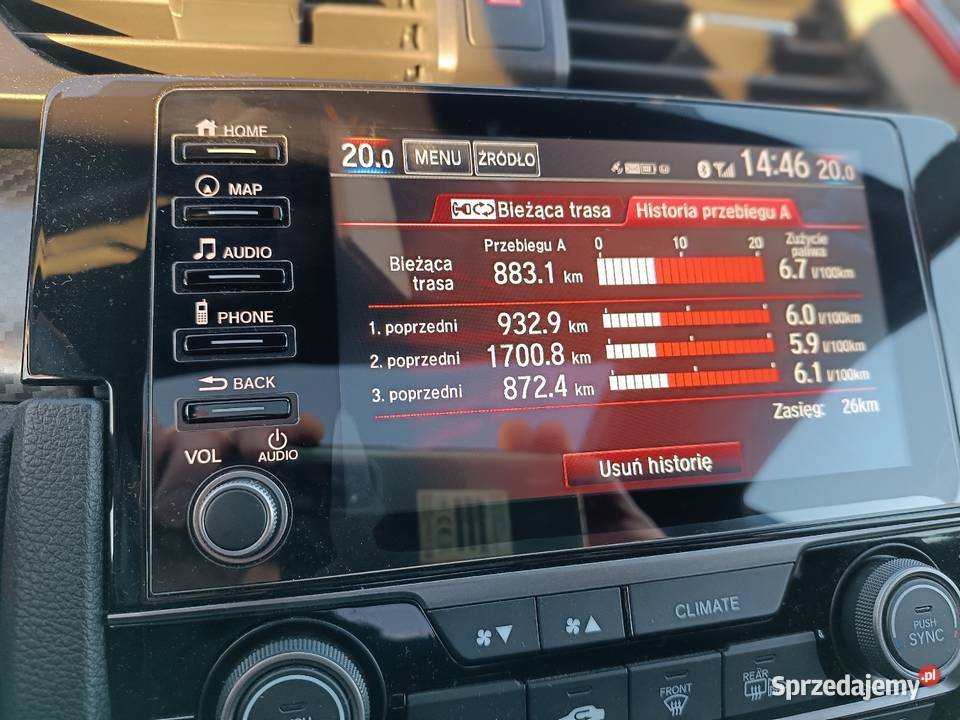 HOME
MAP
AUDIO
PHONE
BACK
VOL
AUDIO
20.0 MENU ŹRÓDŁO 14:46 20.0
Bieżąca trasa Historia przebiegu A
Przebiegu A 0 10 20 Zużycie paliwa
Bieżąca trasa 883.1 km 6.7 l/100km
1. poprzedni 932.9 km 6.0 l/100km
2. poprzedni 1700.8 km 5.9 l/100km
3. poprzedni 872.4 km 6.1 l/100km
Zasięg: 26km
Usuń historię
CLIMATE
PUSH
SYNC
FRONT
REAR
Sprzedajemy.pl